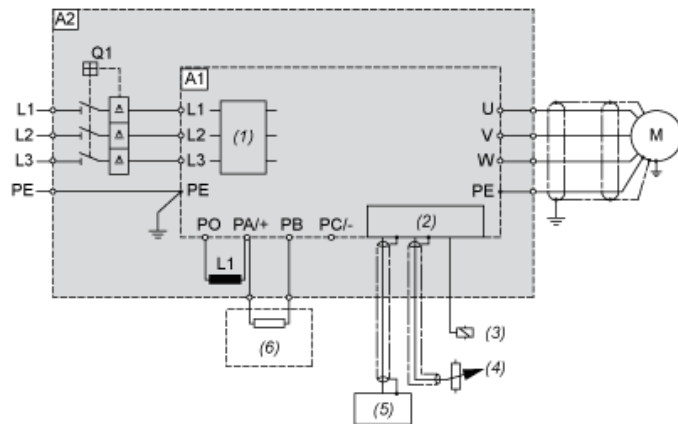 A2
Q1
A1
L1 L1 U
L2 (1) L2 V M
L3 L3 W
PE PE PE
PO PA/+ PB PC/- (2)
L1
(3)
(6) (4)
(5)